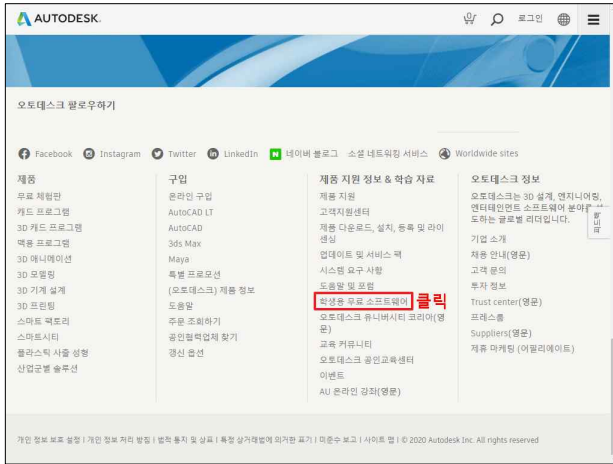 AUTODESK.
로그인
오토데스크 팔로우하기
Facebook Instagram Twitter LinkedIn 네이버 블로그 소셜 네트워킹 서비스 Worldwide sites
제품
무료 체험판
캐드 프로그램
3D 캐드 프로그램
맥용 프로그램
3D 애니메이션
3D 모델링
3D 기계 설계
3D 프린팅
스마트 팩토리
스마트시티
플라스틱 사출 성형
산업군별 솔루션
구입
온라인 구입
AutoCAD LT
AutoCAD
3ds Max
Maya
특별 프로모션
(오토데스크) 제품 정보
도움말
주문 조회하기
공인협력업체 찾기
갱신 옵션
제품 지원 정보 & 학습 자료
제품 지원
고객지원센터
제품 다운로드, 설치, 등록 및 라이
센싱
업데이트 및 서비스 팩
시스템 요구 사항
도움말 및 포럼
학생용 무료 소프트웨어 클릭
오토데스크 유니버시티 코리아(영
문)
교육 커뮤니티
오토데스크 공인교육센터
이벤트
AU 온라인 강좌(영문)
오토데스크 정보
오토데스크는 3D 설계, 엔지니어링,
엔터테인먼트 소프트웨어 분야를
도하는 글로벌 리더입니다.
피드백
기업 소개
채용 안내(영문)
고객 문의
투자 정보
Trust center(영문)
프레스룸
Suppliers(영문)
제휴 마케팅 (어필리에이트)
개인 정보 보호 설정 | 개인 정보 처리 방침 | 법적 통지 및 상표 | 특정 상거래법에 의거한 표기 | 미준수 보고 | 사이트 맵 | © 2020 Autodesk Inc. All rights reserved